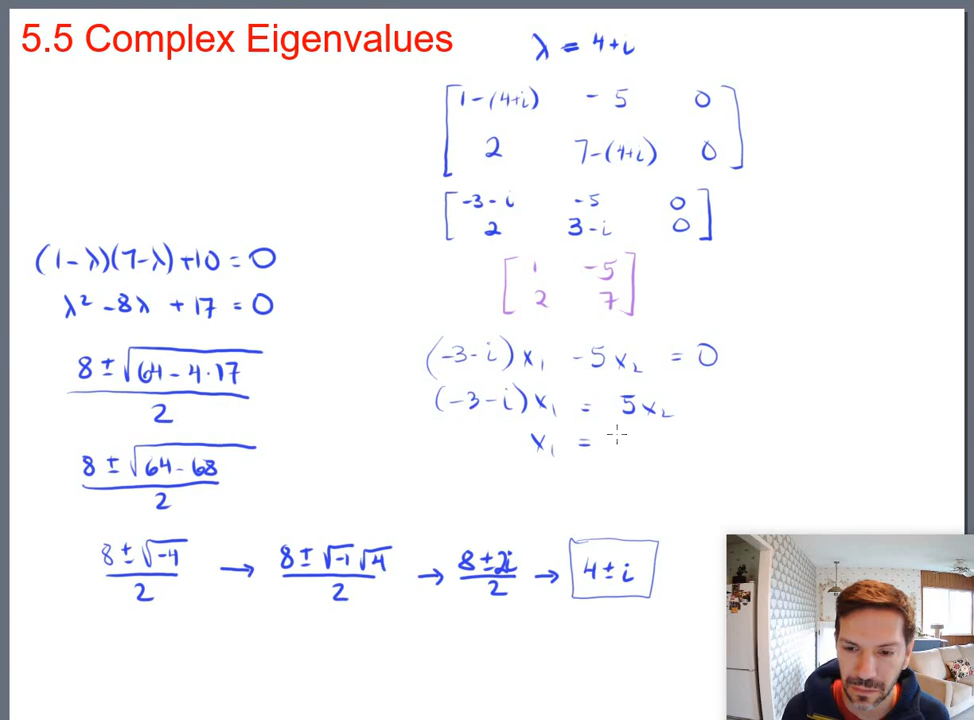 5.5 Complex Eigenvalues
(1-λ)(7-λ)+10=0
λ² -8λ +17 = 0
8 ± √64-4·17
2
8 ± √64-68
2
8 ± √-4
2
→
8 ± √-1 √4
2
→
8 ± 2i
2
→
4 ± i
λ = 4+i
1-(4+i) -5 0
2 7-(4+i) 0
-3-i -5 0
2 3-i 0
1 -5
2 7
(-3-i)x₁ -5x₂ = 0
(-3-i)x₁ = 5x₂
x₁ =